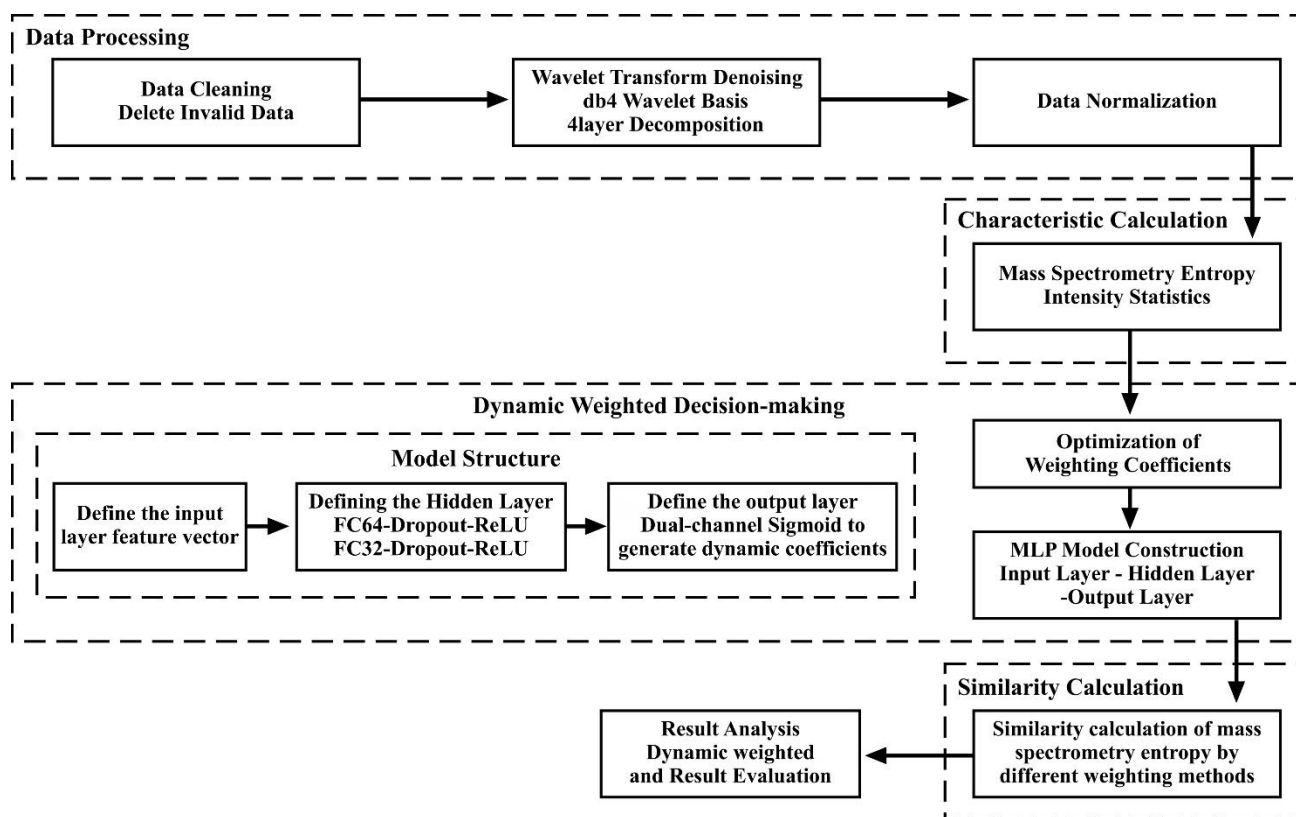 Data Processing
Data Cleaning
Delete Invalid Data
Wavelet Transform Denoising
db4 Wavelet Basis
4layer Decomposition
Data Normalization
Characteristic Calculation
Mass Spectrometry Entropy
Intensity Statistics
Dynamic Weighted Decision-making
Model Structure
Define the input
layer feature vector
Defining the Hidden Layer
FC64-Dropout-ReLU
FC32-Dropout-ReLU
Define the output layer
Dual-channel Sigmoid to
generate dynamic coefficients
Optimization of
Weighting Coefficients
MLP Model Construction
Input Layer - Hidden Layer
-Output Layer
Similarity Calculation
Similarity calculation of mass
spectrometry entropy by
different weighting methods
Result Analysis
Dynamic weighted
and Result Evaluation